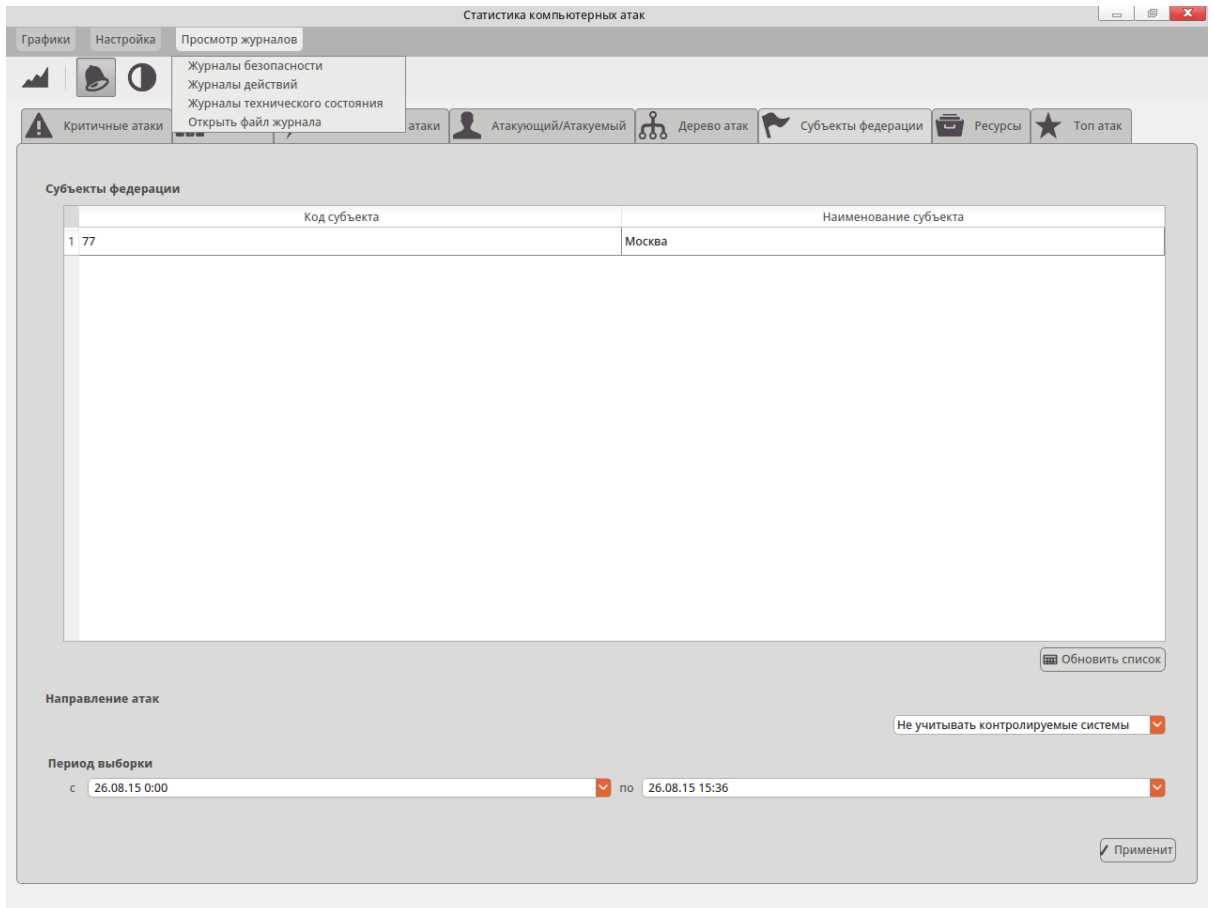 Статистика компьютерных атак
Графики Настройка Просмотр журналов
Журналы безопасности
Журналы действий
Журналы технического состояния
Открыть файл журнала
Критичные атаки атаки Атакующий/Атакуемый Дерево атак Субъекты федерации Ресурсы Топ атак
Субъекты федерации
Код субъекта Наименование субъекта
1 77 Москва
Обновить список
Направление атак
Не учитывать контролируемые системы
Период выборки
с 26.08.15 0:00 по 26.08.15 15:36
Применит